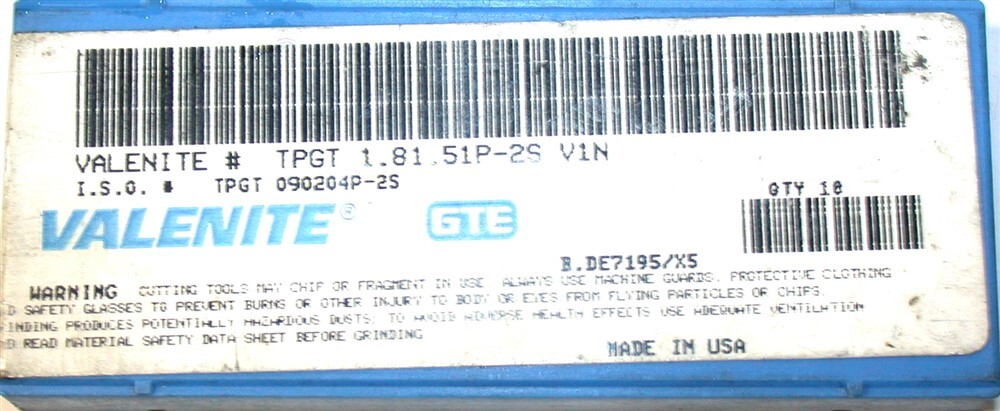 VALENITE # TPGT 1.81.51P-2S V1N
I.S.O. # TPGT 090204P-2S
QTY 10
VALENITE® GTE
B.DE7195/X5
WARNING CUTTING TOOLS MAY CHIP OR FRAGMENT IN USE. ALWAYS USE MACHINE GUARDS. PROTECTIVE CLOTHING
D SAFETY GLASSES TO PREVENT BURNS OR OTHER INJURY TO BODY OR EYES FROM FLYING PARTICLES OR CHIPS.
INDING PRODUCES POTENTIALLY HAZARDOUS DUSTS; TO AVOID ADVERSE HEALTH EFFECTS USE ADEQUATE VENTILATION
D READ MATERIAL SAFETY DATA SHEET BEFORE GRINDING
MADE IN USA